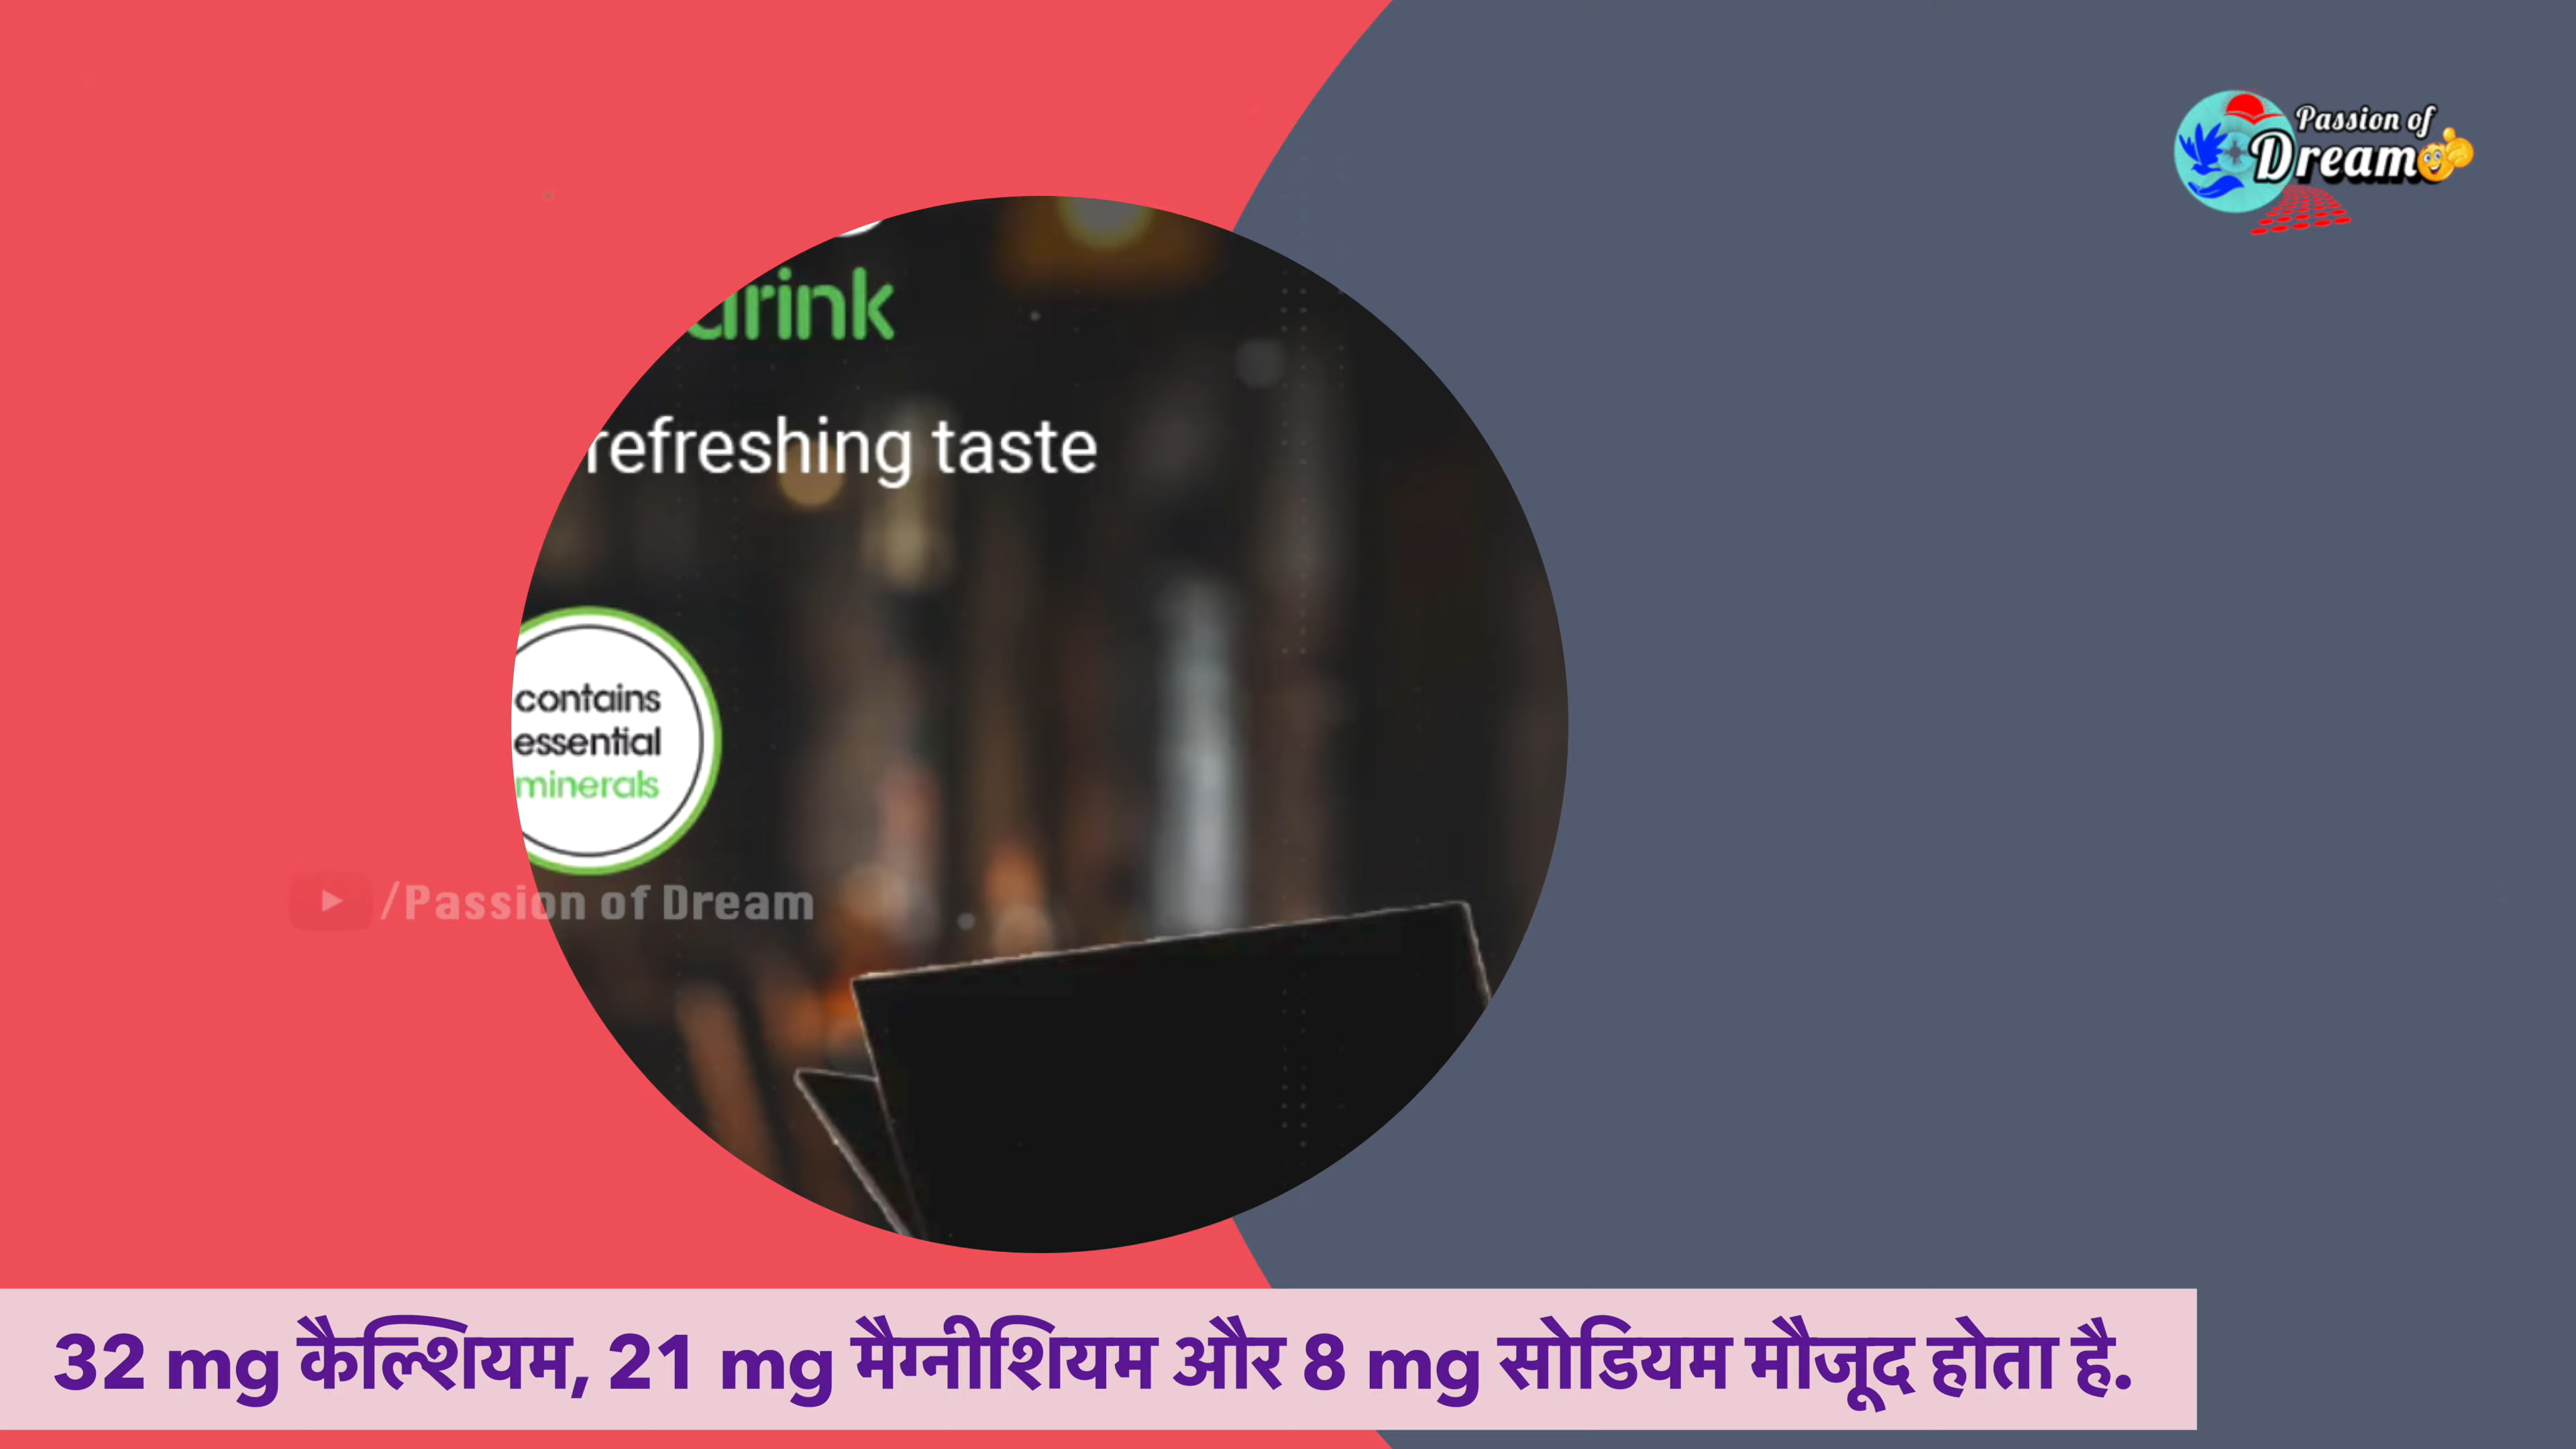 Passion of
Dream
drink
refreshing taste
contains
essential
minerals
/Passion of Dream
32 mg कैल्शियम, 21 mg मैग्नीशियम और 8 mg सोडियम मौजूद होता है.